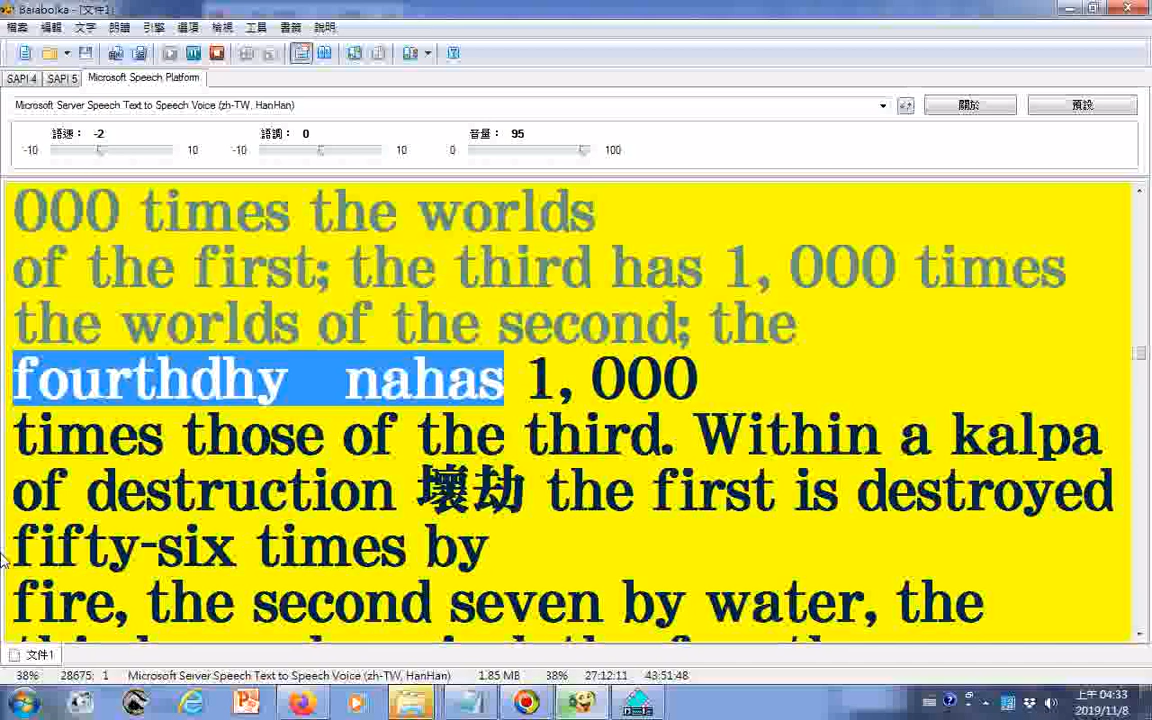 Balabolka - [文件1]
檔案 編輯 文字 朗讀 引擎 選項 檢視 工具 書籤 說明
SAPI 4 SAPI 5 Microsoft Speech Platform
Microsoft Server Speech Text to Speech Voice (zh-TW, HanHan) 關於 預設
語速： -2 語調： 0 音量： 95
-10 10 -10 10 0 100
000 times the worlds
of the first; the third has 1, 000 times
the worlds of the second; the
fourthdhy nahas 1, 000
times those of the third. Within a kalpa
of destruction 壞劫 the first is destroyed
fifty-six times by
fire, the second seven by water, the
文件1
38% 28675: 1 Microsoft Server Speech Text to Speech Voice (zh-TW, HanHan) 1.85 MB 38% 27:12:11 43:51:48
上午 04:33
2019/11/8